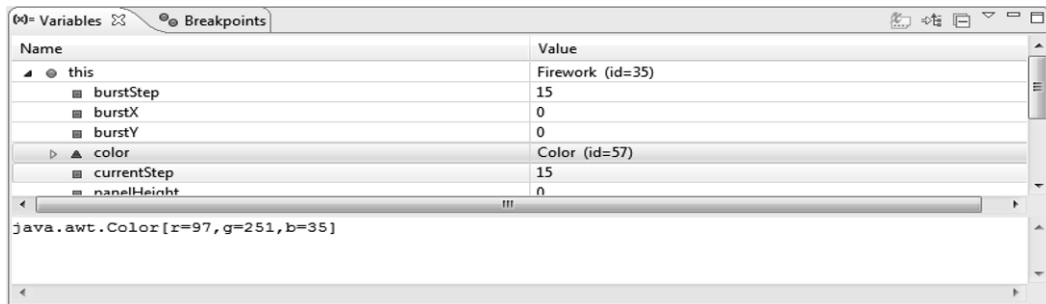 (x)= Variables Breakpoints
Name Value
this Firework (id=35)
burstStep 15
burstX 0
burstY 0
color Color (id=57)
currentStep 15
panelHeight 0
java.awt.Color[r=97,g=251,b=35]